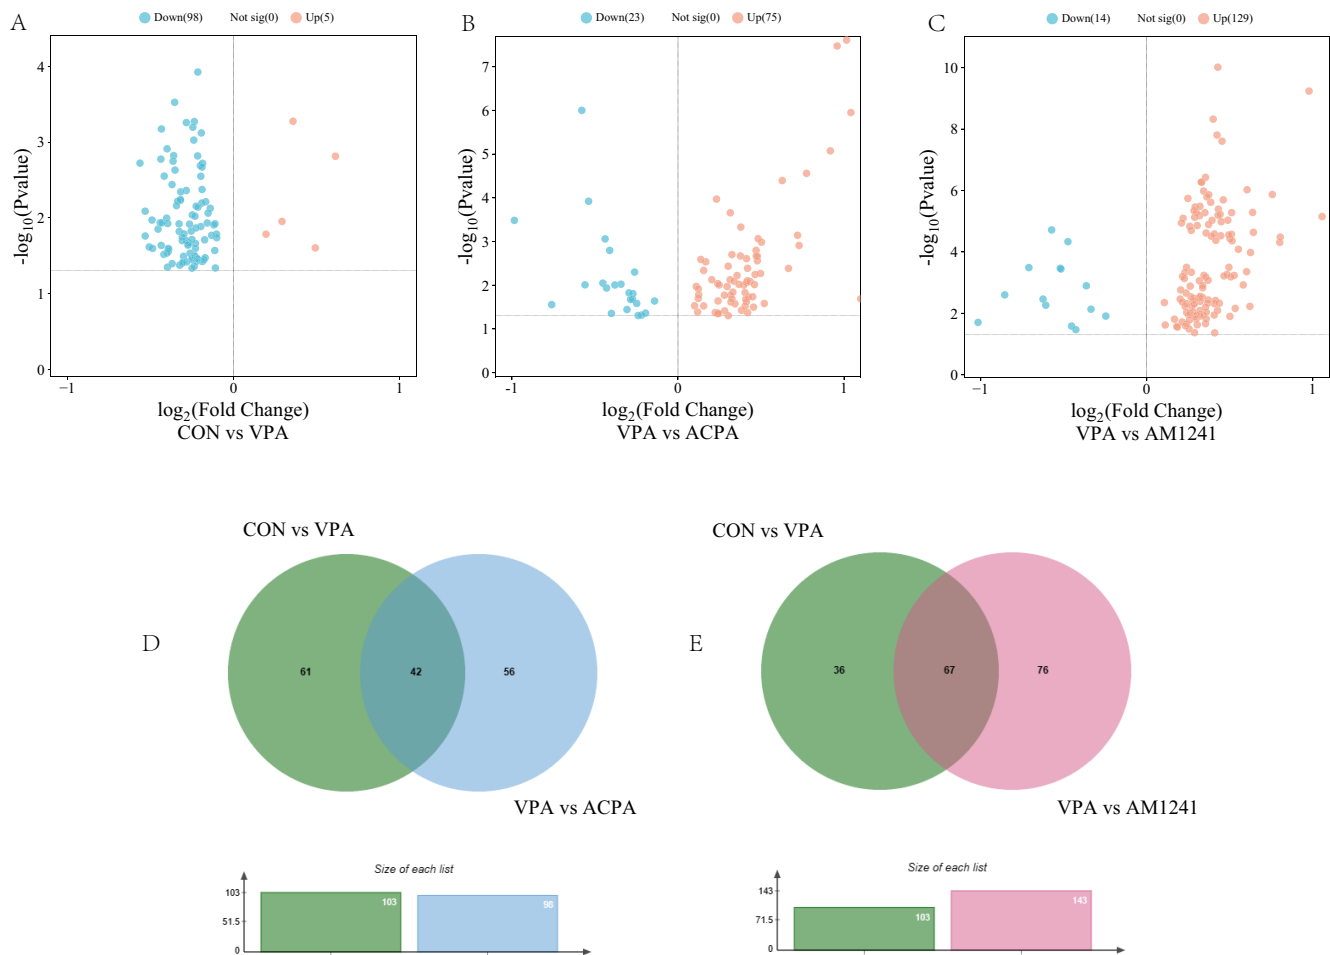 A
Down(98) Not sig(0) Up(5)
4
3
2
1
0
-log10(Pvalue)
−1 0 1
log2(Fold Change)
CON vs VPA
B
Down(23) Not sig(0) Up(75)
7
6
5
4
3
2
1
0
-log10(Pvalue)
-1 0 1
log2(Fold Change)
VPA vs ACPA
C
Down(14) Not sig(0) Up(129)
10
8
6
4
2
0
-log10(Pvalue)
−1 0 1
log2(Fold Change)
VPA vs AM1241
D
CON vs VPA
61 42 56
VPA vs ACPA
Size of each list
103
51.5
0
103
98
E
CON vs VPA
36 67 76
VPA vs AM1241
Size of each list
143
71.5
0
103
143